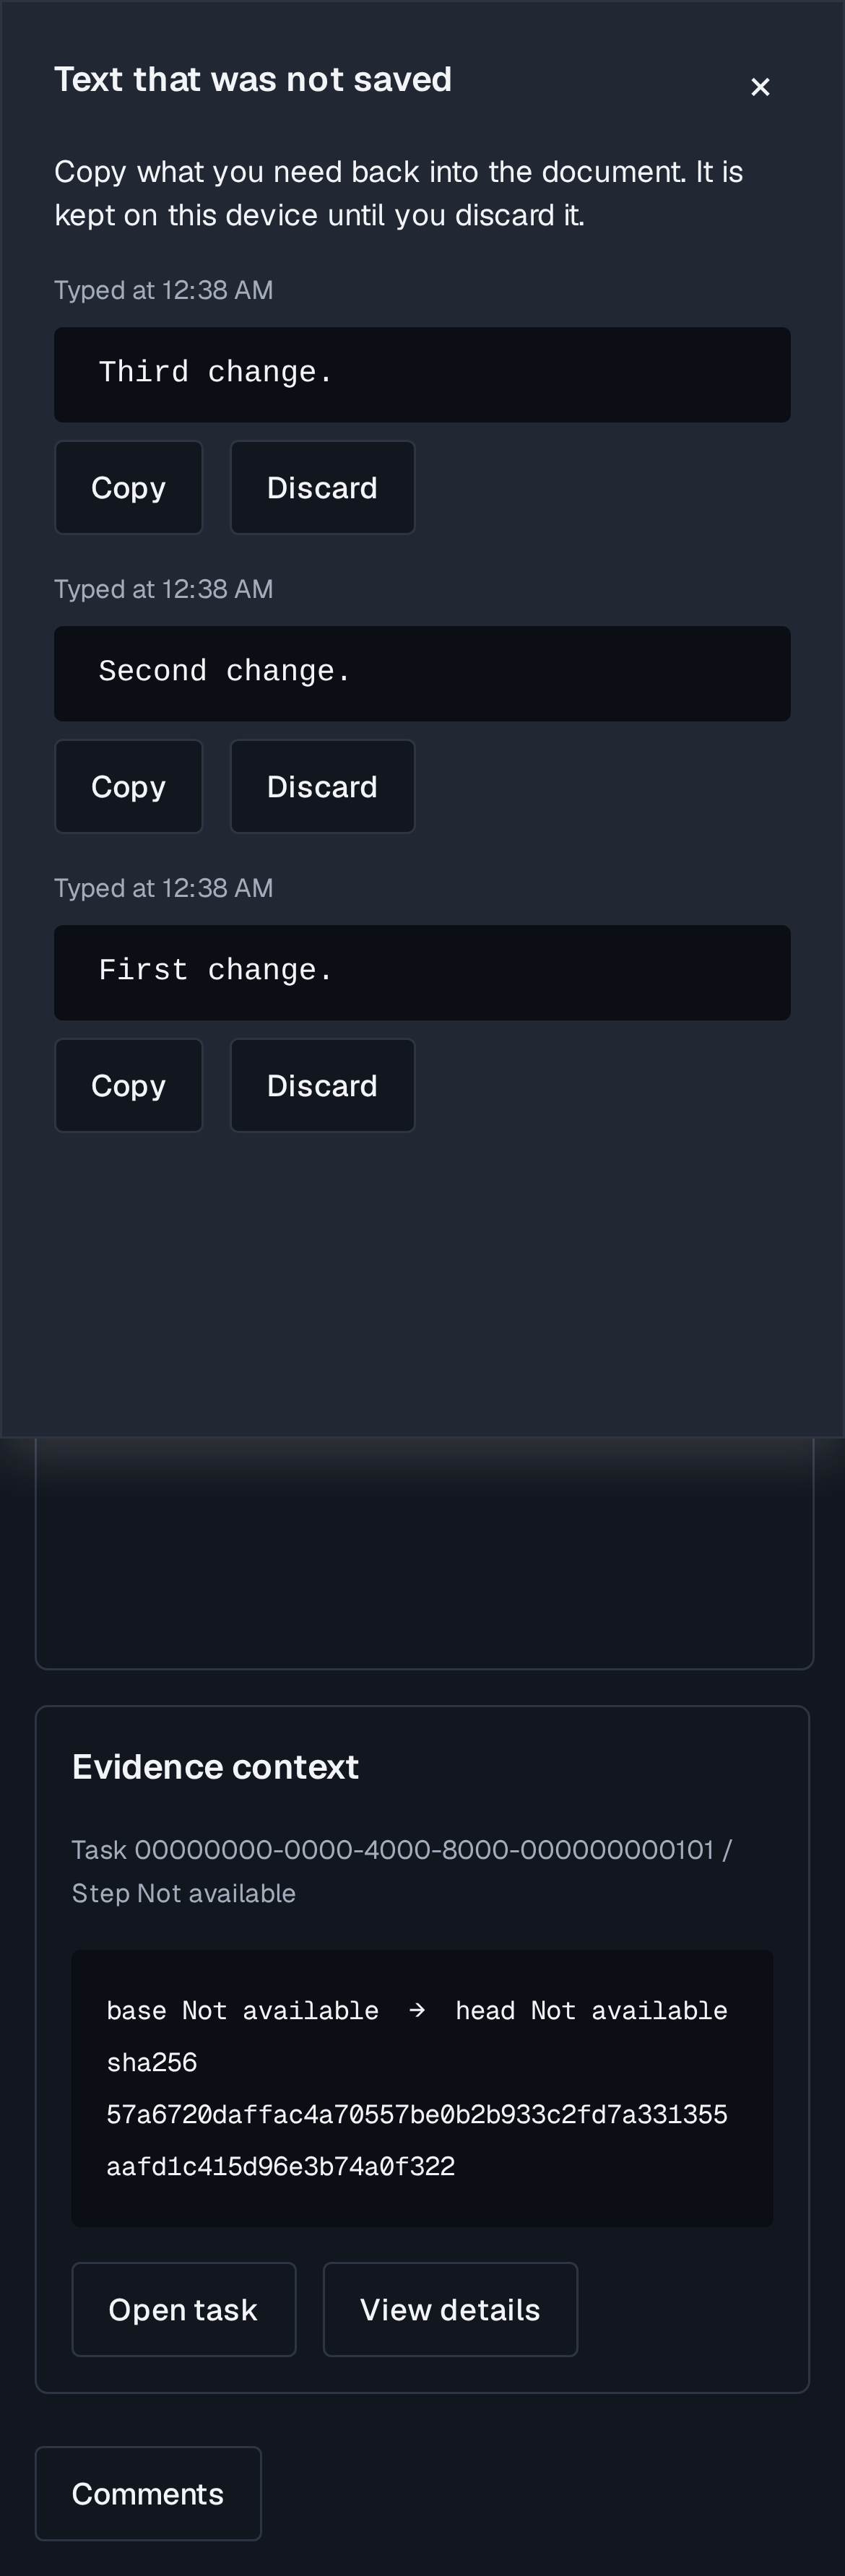 Text that was not saved
×
Copy what you need back into the document. It is
kept on this device until you discard it.
Typed at 12:38 AM
Third change.
Copy
Discard
Typed at 12:38 AM
Second change.
Copy
Discard
Typed at 12:38 AM
First change.
Copy
Discard
Evidence context
Task 00000000-0000-4000-8000-000000000101 /
Step Not available
base Not available → head Not available
sha256
57a6720daffac4a70557be0b2b933c2fd7a331355
aafd1c415d96e3b74a0f322
Open task
View details
Comments